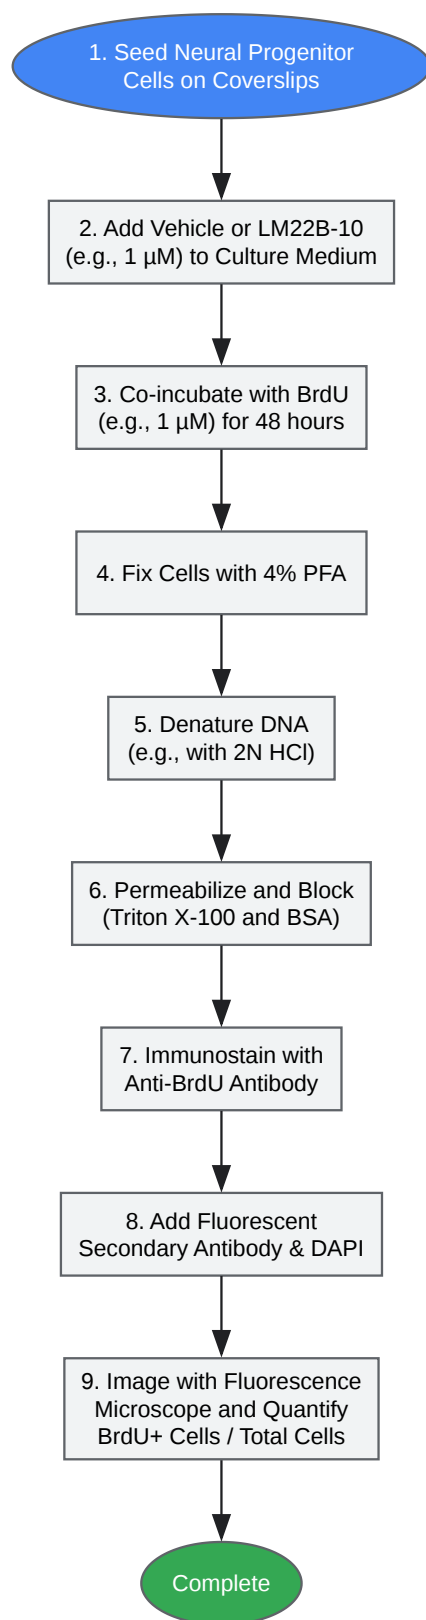 1. Seed Neural Progenitor
Cells on Coverslips
2. Add Vehicle or LM22B-10
(e.g., 1 µM) to Culture Medium
3. Co-incubate with BrdU
(e.g., 1 µM) for 48 hours
4. Fix Cells with 4% PFA
5. Denature DNA
(e.g., with 2N HCl)
6. Permeabilize and Block
(Triton X-100 and BSA)
7. Immunostain with
Anti-BrdU Antibody
8. Add Fluorescent
Secondary Antibody & DAPI
9. Image with Fluorescence
Microscope and Quantify
BrdU+ Cells / Total Cells
Complete